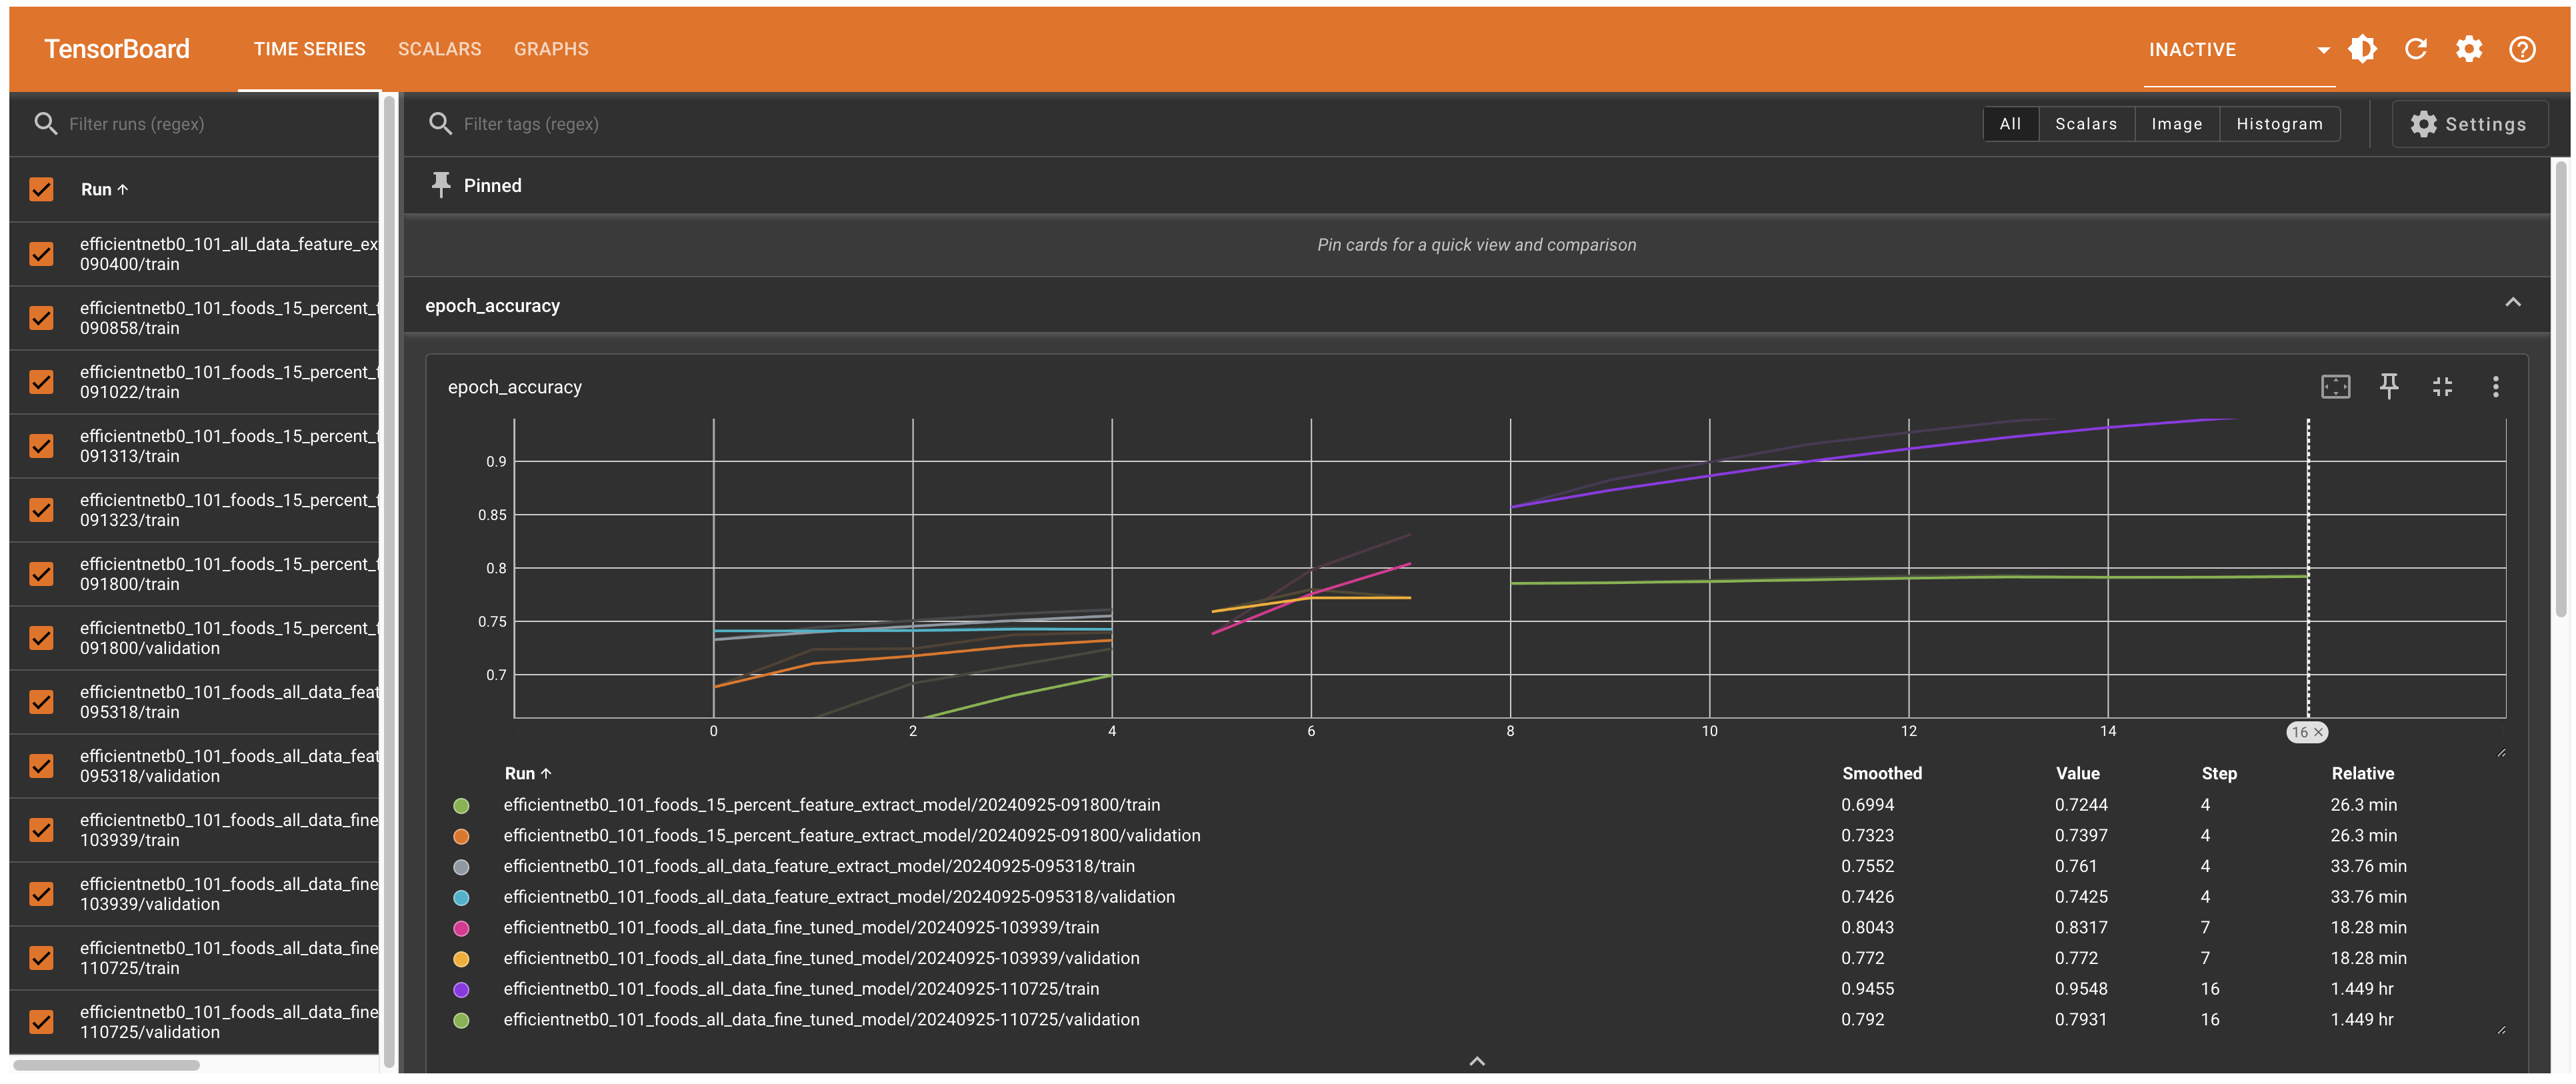 TensorBoard
TIME SERIES SCALARS GRAPHS
INACTIVE
Filter runs (regex)
Run
efficientnetb0_101_all_data_feature_ex
090400/train
efficientnetb0_101_foods_15_percent_f
090858/train
efficientnetb0_101_foods_15_percent_f
091022/train
efficientnetb0_101_foods_15_percent_f
091313/train
efficientnetb0_101_foods_15_percent_f
091323/train
efficientnetb0_101_foods_15_percent_f
091800/train
efficientnetb0_101_foods_15_percent_f
091800/validation
efficientnetb0_101_foods_all_data_feat
095318/train
efficientnetb0_101_foods_all_data_feat
095318/validation
efficientnetb0_101_foods_all_data_fine
103939/train
efficientnetb0_101_foods_all_data_fine
103939/validation
efficientnetb0_101_foods_all_data_fine
110725/train
efficientnetb0_101_foods_all_data_fine
110725/validation
Filter tags (regex)
All Scalars Image Histogram
Settings
Pinned
Pin cards for a quick view and comparison
epoch_accuracy
epoch_accuracy
0.9
0.85
0.8
0.75
0.7
0 2 4 6 8 10 12 14 16
Run Smoothed Value Step Relative
efficientnetb0_101_foods_15_percent_feature_extract_model/20240925-091800/train 0.6994 0.7244 4 26.3 min
efficientnetb0_101_foods_15_percent_feature_extract_model/20240925-091800/validation 0.7323 0.7397 4 26.3 min
efficientnetb0_101_foods_all_data_feature_extract_model/20240925-095318/train 0.7552 0.761 4 33.76 min
efficientnetb0_101_foods_all_data_feature_extract_model/20240925-095318/validation 0.7426 0.7425 4 33.76 min
efficientnetb0_101_foods_all_data_fine_tuned_model/20240925-103939/train 0.8043 0.8317 7 18.28 min
efficientnetb0_101_foods_all_data_fine_tuned_model/20240925-103939/validation 0.772 0.772 7 18.28 min
efficientnetb0_101_foods_all_data_fine_tuned_model/20240925-110725/train 0.9455 0.9548 16 1.449 hr
efficientnetb0_101_foods_all_data_fine_tuned_model/20240925-110725/validation 0.792 0.7931 16 1.449 hr